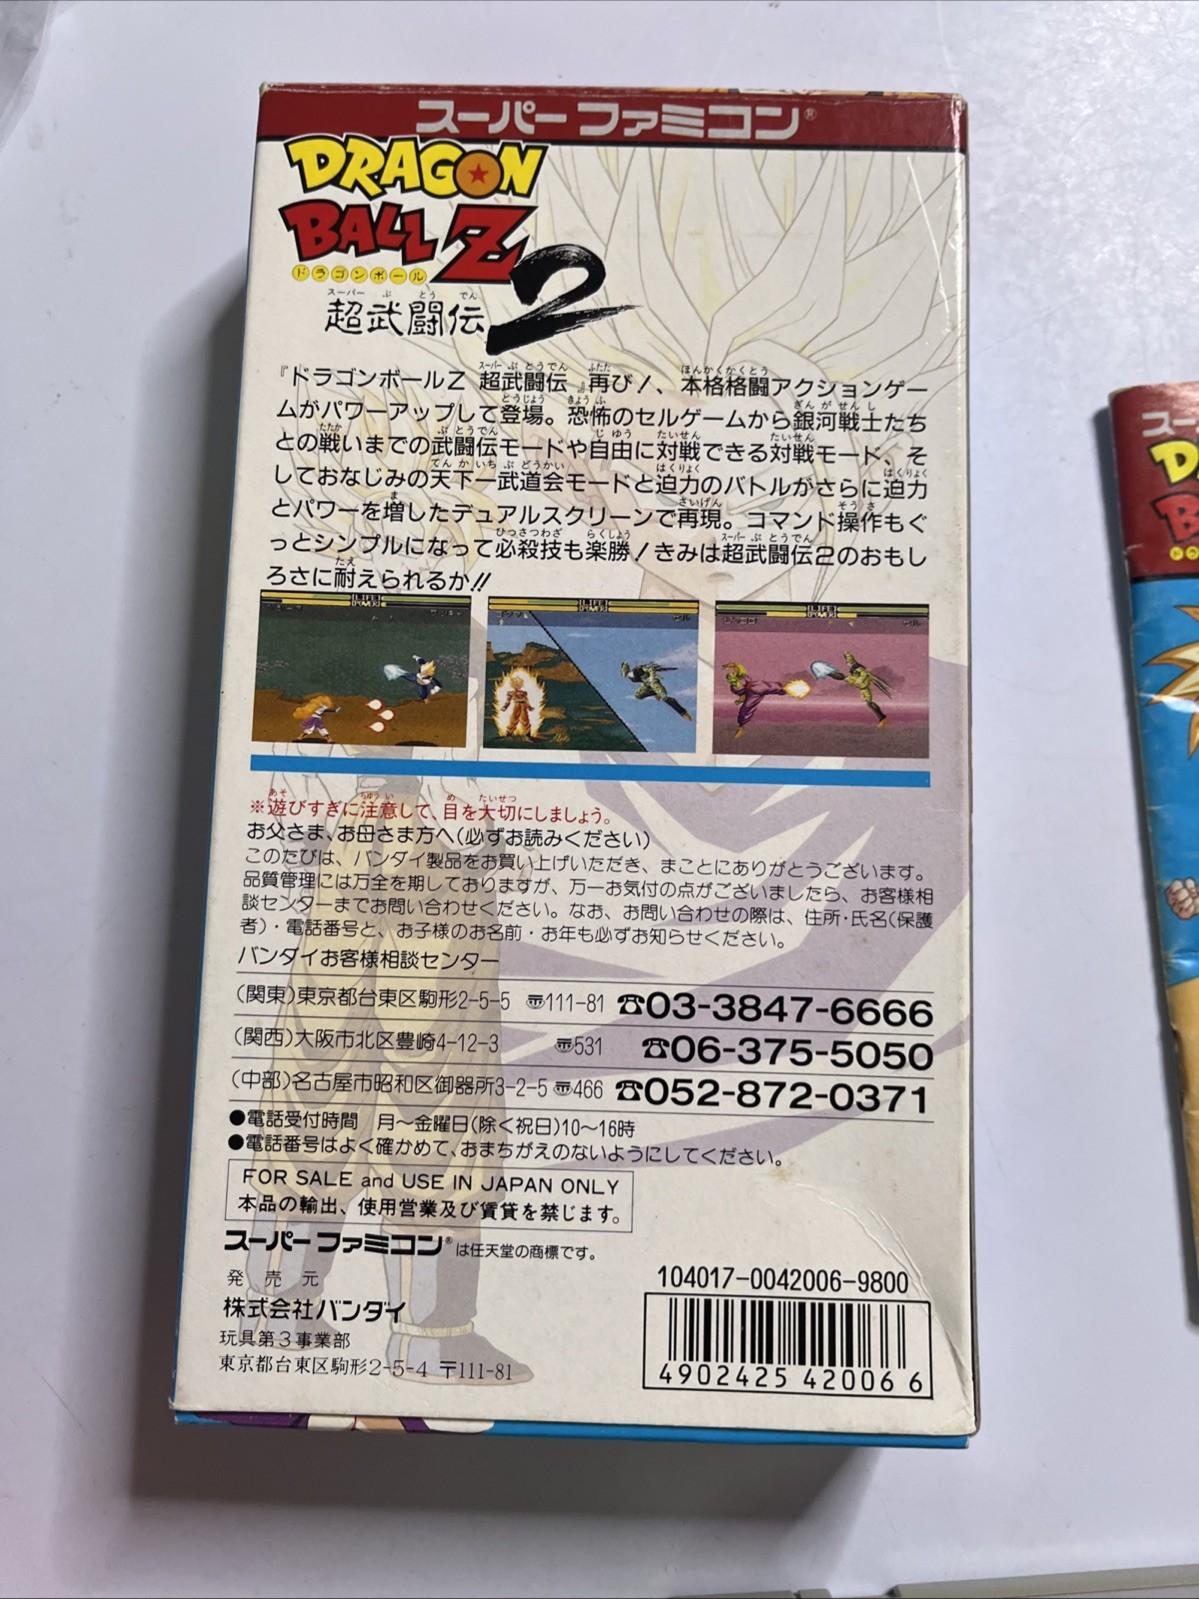 スーパーファミコン®
DRAGON
BALL Z
ドラゴンボール
スーパー ぶ とう でん
超武闘伝2
『ドラゴンボールZ 超武闘伝』再び!、本格格闘アクションゲー
ムがパワーアップして登場。恐怖のセルゲームから銀河戦士たち
との戦いまでの武闘伝モードや自由に対戦できる対戦モード、そ
しておなじみの天下一武道会モードと迫力のバトルがさらに迫力
とパワーを増したデュアルスクリーンで再現。コマンド操作もぐ
っとシンプルになって必殺技も楽勝!きみは超武闘伝2のおもし
ろさに耐えられるか!!
LIFE
POWER
LIFE
POWER
LIFE
POWER
※遊びすぎに注意して、目を大切にしましょう。
お父さま、お母さま方へ(必ずお読みください)
このたびは、バンダイ製品をお買い上げいただき、まことにありがとうございます。
品質管理には万全を期しておりますが、万一お気付の点がございましたら、お客様相
談センターまでお問い合わせください。なお、お問い合わせの際は、住所・氏名(保護
者)・電話番号と、お子様のお名前・お年も必ずお知らせください。
バンダイお客様相談センター
(関東)東京都台東区駒形2-5-5 〠111-81 ☎03-3847-6666
(関西)大阪市北区豊崎4-12-3 〠531 ☎06-375-5050
(中部)名古屋市昭和区御器所3-2-5 〠466 ☎052-872-0371
●電話受付時間 月〜金曜日(除く祝日)10〜16時
●電話番号はよく確かめて、おまちがえのないようにしてください。
FOR SALE and USE IN JAPAN ONLY
本品の輸出、使用営業及び賃貸を禁じます。
スーパーファミコン®は任天堂の商標です。
発売元
株式会社バンダイ
玩具第3事業部
東京都台東区駒形2-5-4 〒111-81
104017-0042006-9800
4902425 420066